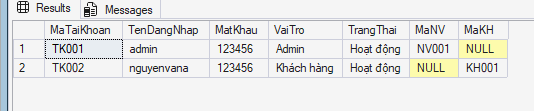 Results Messages
MaTaiKhoan TenDangNhap MatKhau VaiTro TrangThai MaNV MaKH
1 TK001 admin 123456 Admin Hoạt động NV001 NULL
2 TK002 nguyenvana 123456 Khách hàng Hoạt động NULL KH001